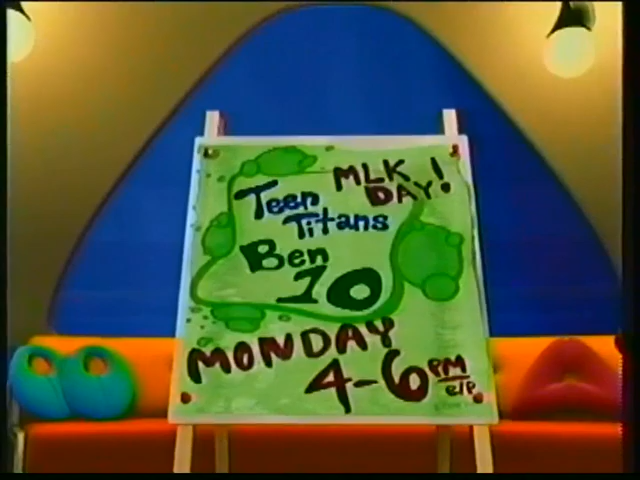 MLK
DAY!
Teen
Titans
Ben
10
MONDAY
4-6PM
e/p